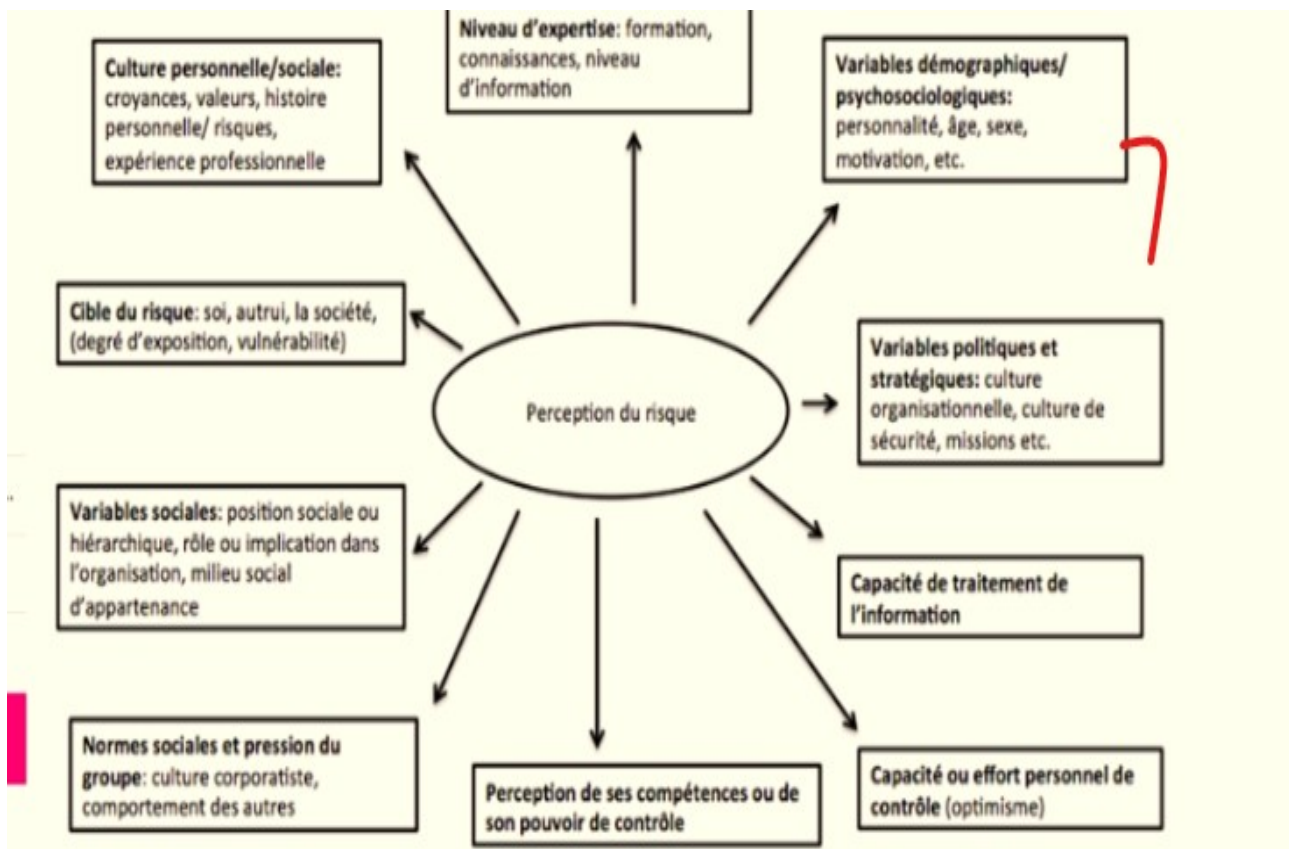 Niveau d'expertise: formation,
connaissances, niveau
d'information
Culture personnelle/sociale:
croyances, valeurs, histoire
personnelle/ risques,
expérience professionnelle
Variables démographiques/
psychosociologiques:
personnalité, âge, sexe,
motivation, etc.
Cible du risque: soi, autrui, la société,
(degré d'exposition, vulnérabilité)
Variables politiques et
stratégiques: culture
organisationnelle, culture de
sécurité, missions etc.
Perception du risque
Variables sociales: position sociale ou
hiérarchique, rôle ou implication dans
l'organisation, milieu social
d'appartenance
Capacité de traitement de
l'information
Normes sociales et pression du
groupe: culture corporatiste,
comportement des autres
Perception de ses compétences ou de
son pouvoir de contrôle
Capacité ou effort personnel de
contrôle (optimisme)